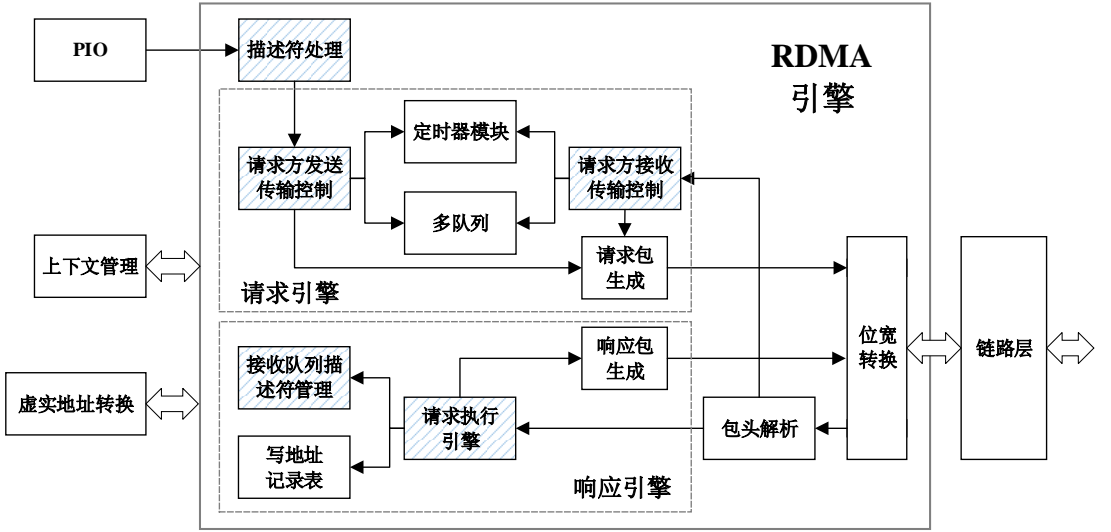 PIO
描述符处理
RDMA
引擎
定时器模块
请求方发送
传输控制
请求方接收
传输控制
多队列
上下文管理
请求包
生成
请求引擎
位宽
转换
链路层
响应包
生成
接收队列描
述符管理
虚实地址转换
请求执行
引擎
包头解析
写地址
记录表
响应引擎